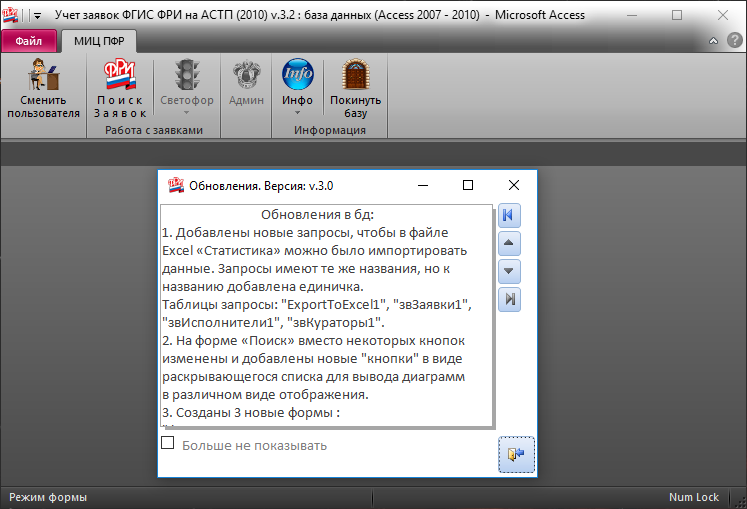 Учет заявок ФГИС ФРИ на АСТП (2010) v.3.2 : база данных (Access 2007 - 2010) - Microsoft Access
Файл
МИЦ ПФР
Сменить
пользователя
ФРИ
П о и с к
З а я в о к
Светофор
Админ
Info
Инфо
Покинуть
базу
Работа с заявками
Информация
Обновления. Версия: v.3.0
Обновления в бд:
1. Добавлены новые запросы, чтобы в файле
Excel «Статистика» можно было импортировать
данные. Запросы имеют те же названия, но к
названию добавлена единичка.
Таблицы запросы: "ExportToExcel1", "звЗаявки1",
"звИсполнители1", "звКураторы1".
2. На форме «Поиск» вместо некоторых кнопок
изменены и добавлены новые "кнопки" в виде
раскрывающегося списка для вывода диаграмм
в различном виде отображения.
3. Созданы 3 новые формы :
Больше не показывать
Режим формы
Num Lock